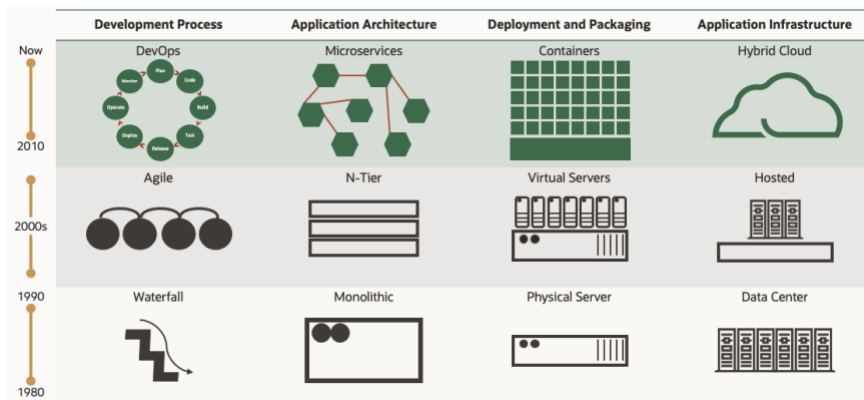 Development Process
Application Architecture
Deployment and Packaging
Application Infrastructure
Now
DevOps
Microservices
Containers
Hybrid Cloud
Plan
Code
Build
Test
Release
Deploy
Operate
Monitor
2010
Agile
N-Tier
Virtual Servers
Hosted
2000s
1990
Waterfall
Monolithic
Physical Server
Data Center
1980